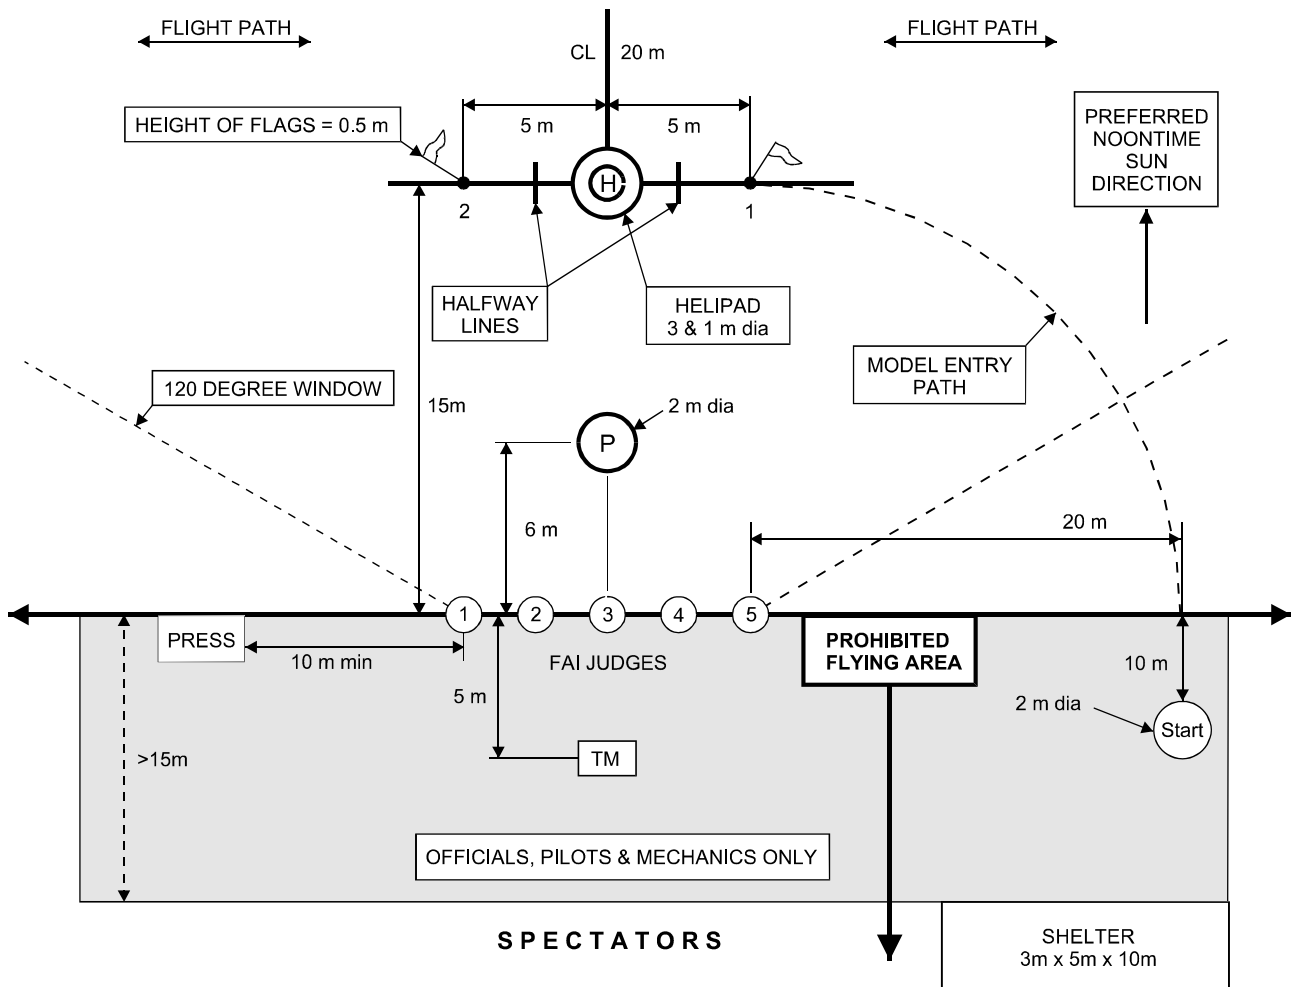 FLIGHT PATH
FLIGHT PATH
CL
20 m
HEIGHT OF FLAGS = 0.5 m
5 m
5 m
PREFERRED
NOONTIME
SUN
DIRECTION
H
2
1
HALFWAY
LINES
HELIPAD
3 & 1 m dia
MODEL ENTRY
PATH
120 DEGREE WINDOW
15m
2 m dia
P
6 m
20 m
1
2
3
4
5
PRESS
10 m min
FAI JUDGES
PROHIBITED
FLYING AREA
10 m
5 m
2 m dia
Start
>15m
TM
OFFICIALS, PILOTS & MECHANICS ONLY
SPECTATORS
SHELTER
3m x 5m x 10m